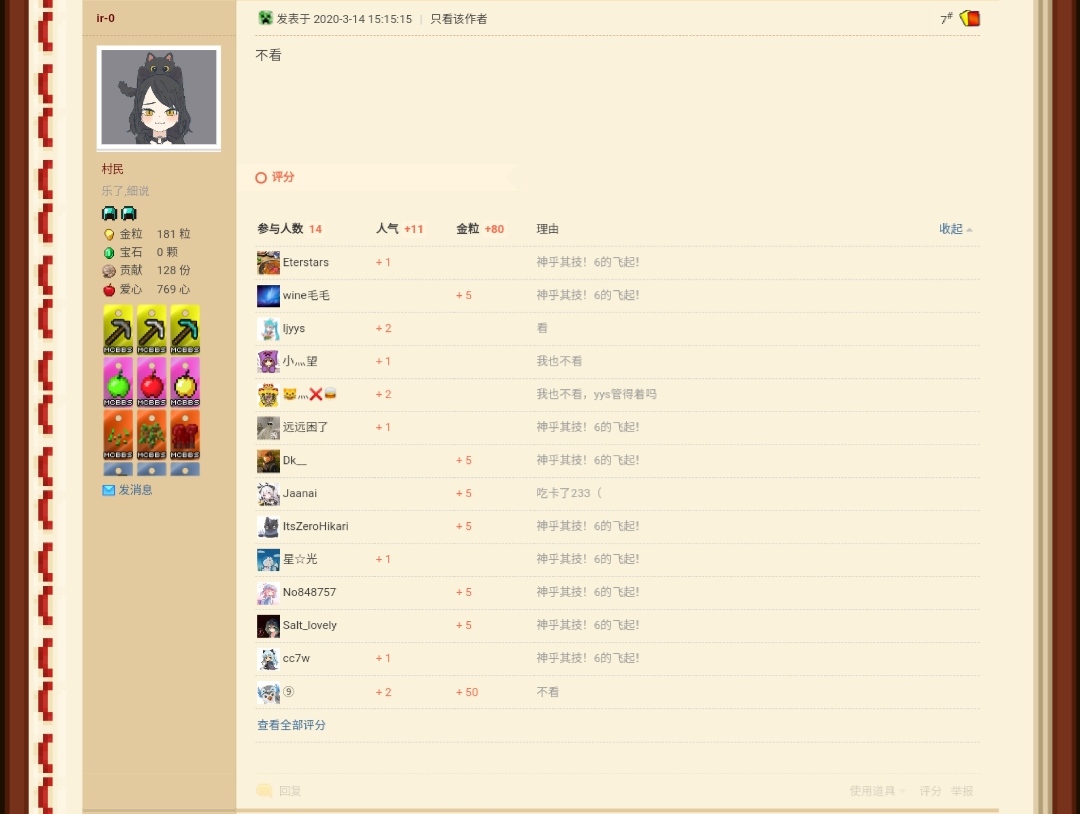 ir-0
发表于 2020-3-14 15:15:15 | 只看该作者
7#
不看
村民
乐了,细说
金粒 181 粒
宝石 0 颗
贡献 128 份
爱心 769 心
MCBBS MCBBS MCBBS
MCBBS MCBBS MCBBS
MCBBS MCBBS MCBBS
发消息
评分
参与人数 14 人气 +11 金粒 +80 理由 收起
Eterstars + 1 神乎其技！6的飞起！
wine毛毛 + 5 神乎其技！6的飞起！
ljyys + 2 看
小灬望 + 1 我也不看
🐱灬❌🥃 + 2 我也不看，yys管得着吗
远远困了 + 1 神乎其技！6的飞起！
Dk__ + 5 神乎其技！6的飞起！
Jaanai + 5 吃卡了233（
ItsZeroHikari + 5 神乎其技！6的飞起！
星☆光 + 1 神乎其技！6的飞起！
No848757 + 5 神乎其技！6的飞起！
Salt_lovely + 5 神乎其技！6的飞起！
cc7w + 1 神乎其技！6的飞起！
⑨ + 2 + 50 不看
查看全部评分
回复
使用道具 评分 举报